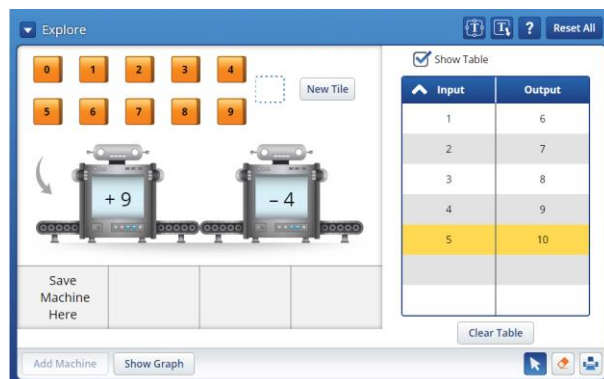 Explore
T T ? Reset All
0 1 2 3 4
New Tile
5 6 7 8 9
+ 9
– 4
Save
Machine
Here
Add Machine Show Graph
Show Table
Input Output
1 6
2 7
3 8
4 9
5 10
Clear Table